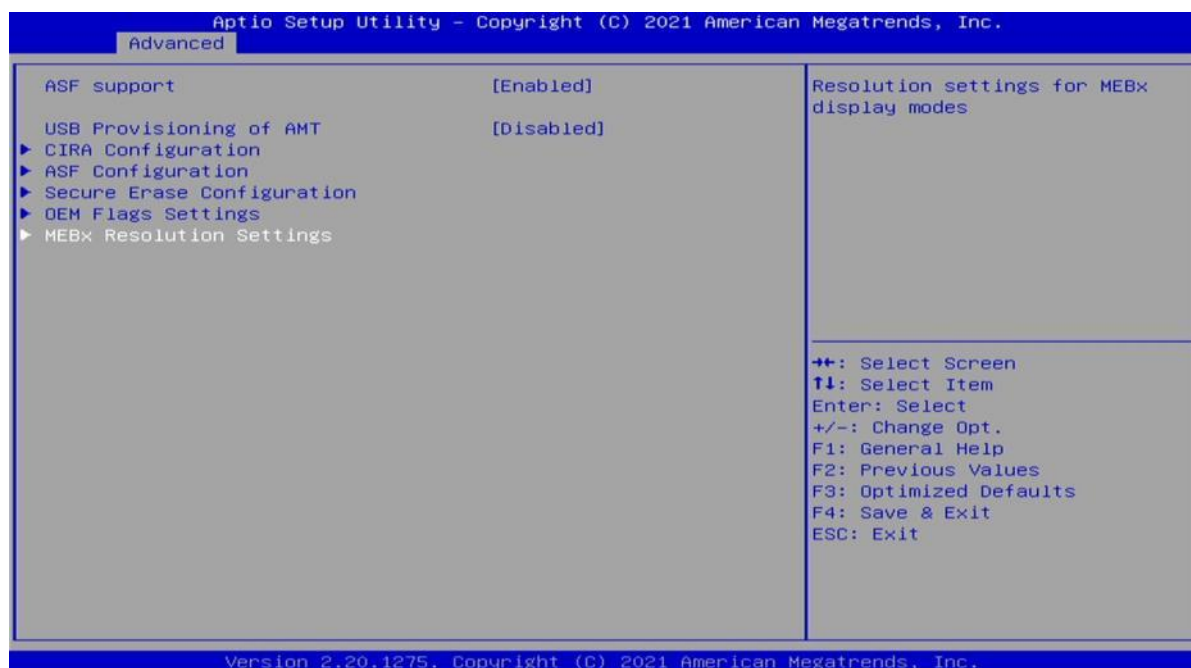 Aptio Setup Utility – Copyright (C) 2021 American Megatrends, Inc.
Advanced
ASF support [Enabled]
USB Provisioning of AMT [Disabled]
► CIRA Configuration
► ASF Configuration
► Secure Erase Configuration
► OEM Flags Settings
► MEBx Resolution Settings
Resolution settings for MEBx
display modes
→←: Select Screen
↑↓: Select Item
Enter: Select
+/-: Change Opt.
F1: General Help
F2: Previous Values
F3: Optimized Defaults
F4: Save & Exit
ESC: Exit
Version 2.20.1275. Copyright (C) 2021 American Megatrends, Inc.